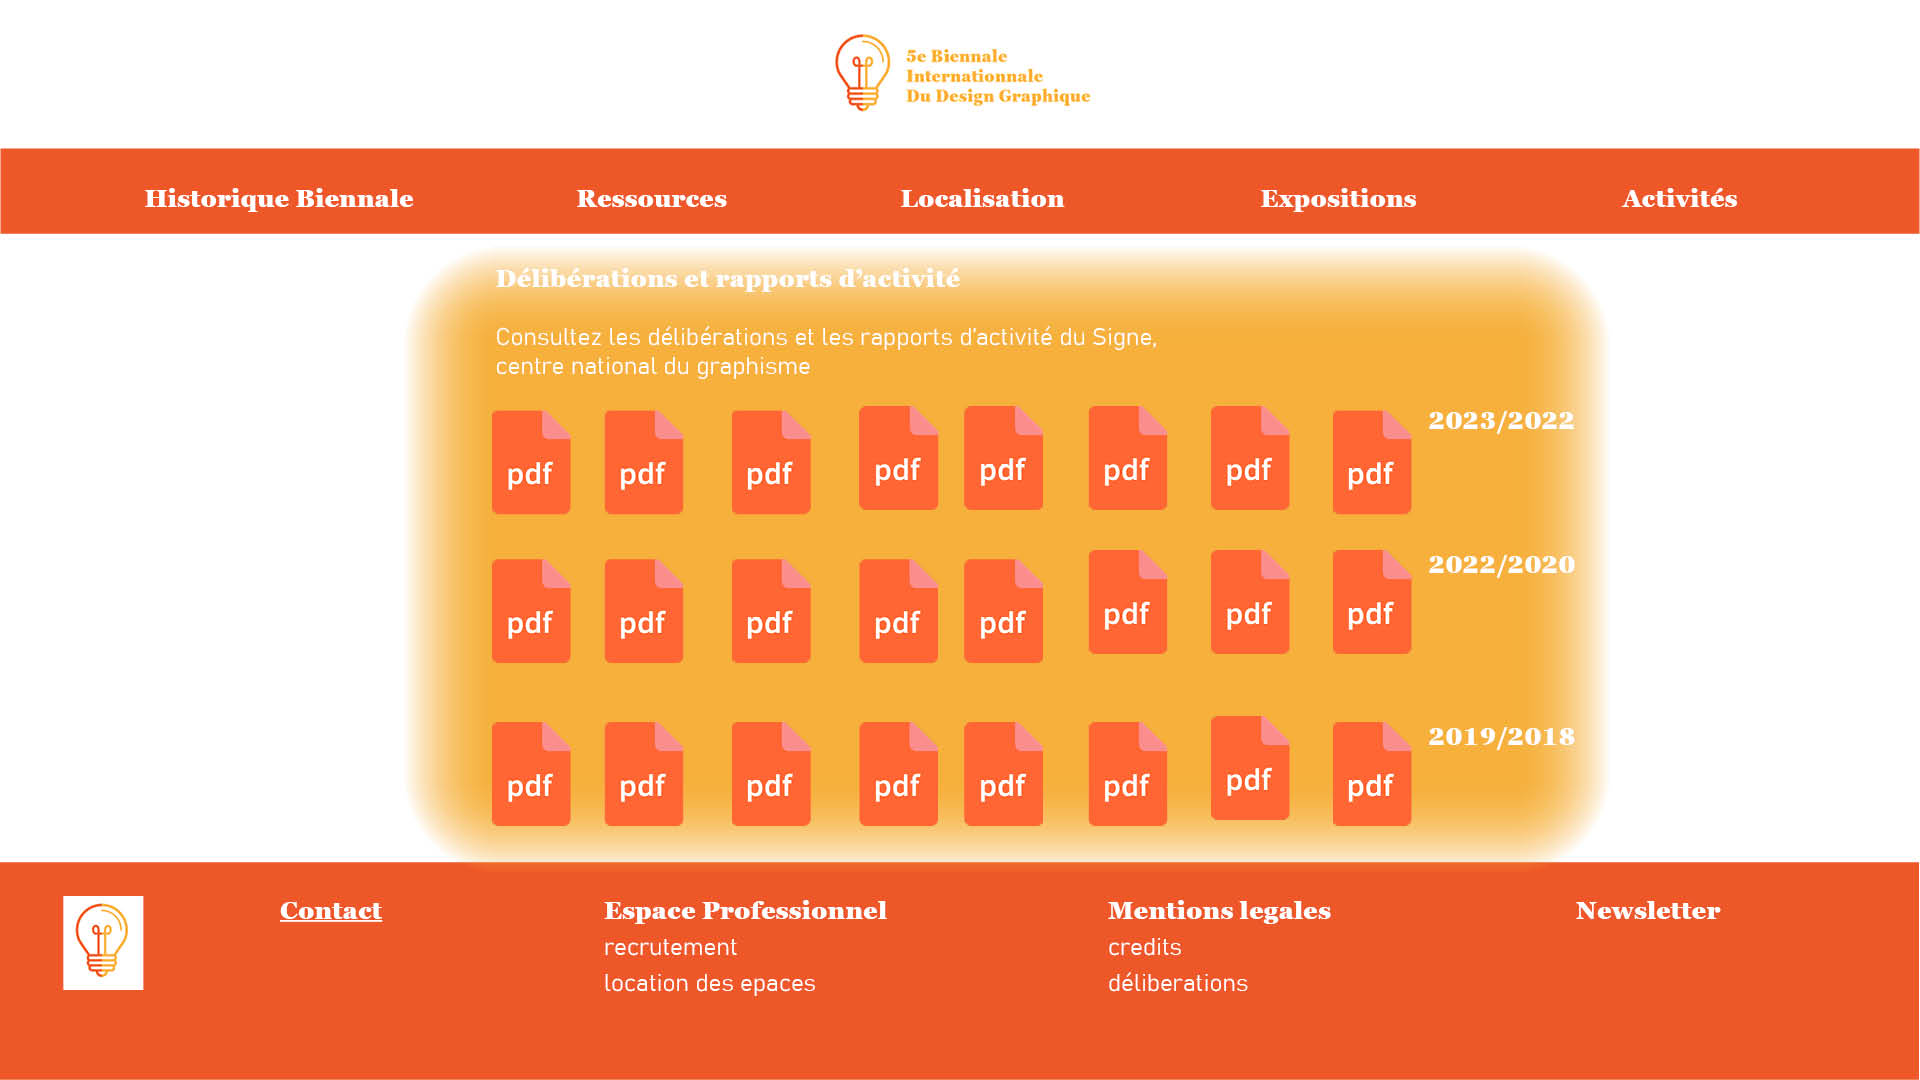 5e Biennale
Internationnale
Du Design Graphique
Historique Biennale Ressources Localisation Expositions Activités
Délibérations et rapports d’activité
Consultez les délibérations et les rapports d'activité du Signe,
centre national du graphisme
pdf pdf pdf pdf pdf pdf pdf pdf 2023/2022
pdf pdf pdf pdf pdf pdf pdf pdf 2022/2020
pdf pdf pdf pdf pdf pdf pdf pdf 2019/2018
Contact
Espace Professionnel
recrutement
location des epaces
Mentions legales
credits
déliberations
Newsletter